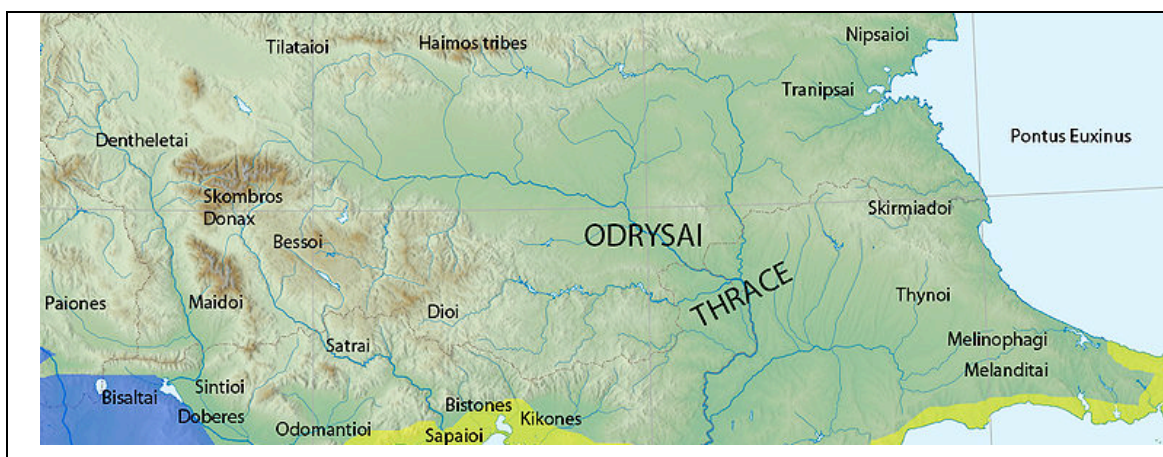 Nipsaioi
Tilataioi
Haimos tribes
Tranipsai
Dentheletai
Pontus Euxinus
Skombros
Donax
Skirmiadoi
Bessoi
ODRYSAI
Paiones
Maidoi
Dioi
THRACE
Thynoi
Satrai
Melinophagi
Melanditai
Sintioi
Bisaltai
Doberes
Bistones
Kikones
Odomantioi
Sapaioi